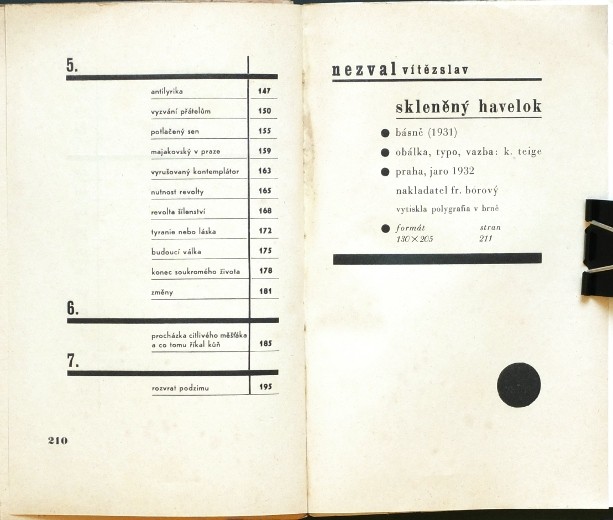 5.
antilyrika 147
vyzvání přátelům 150
potlačený sen 155
majakovský v praze 159
vyrušovaný kontemplátor 163
nutnost revolty 165
revolta šílenství 168
tyranie nebo láska 172
budoucí válka 175
konec soukromého života 178
změny 181
6.
procházka citlivého měšťáka
a co tomu říkal kůň 185
7.
rozvrat podzimu 195
210
nezval vítězslav
skleněný havelok
básně (1931)
obálka, typo, vazba: k. teige
praha, jaro 1932
nakladatel fr. borový
vytiskla polygrafia v brně
formát stran
130×205 211